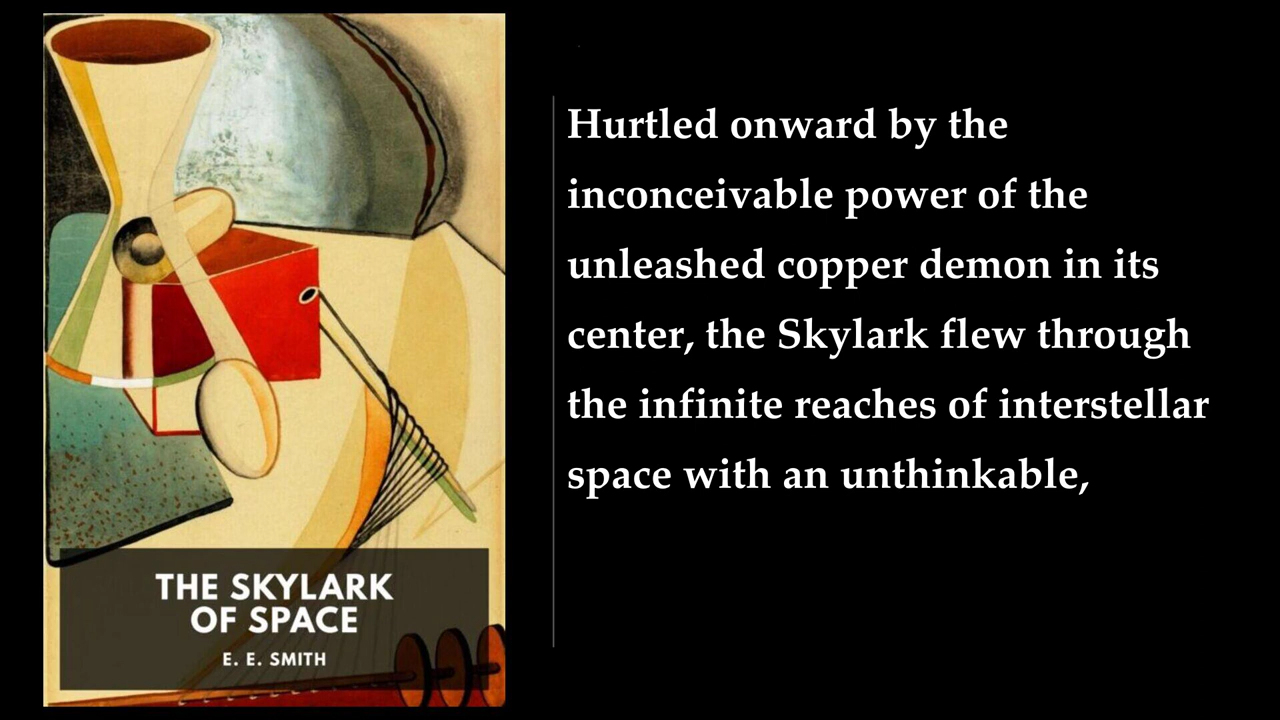 THE SKYLARK
OF SPACE
E. E. SMITH
Hurtled onward by the
inconceivable power of the
unleashed copper demon in its
center, the Skylark flew through
the infinite reaches of interstellar
space with an unthinkable,